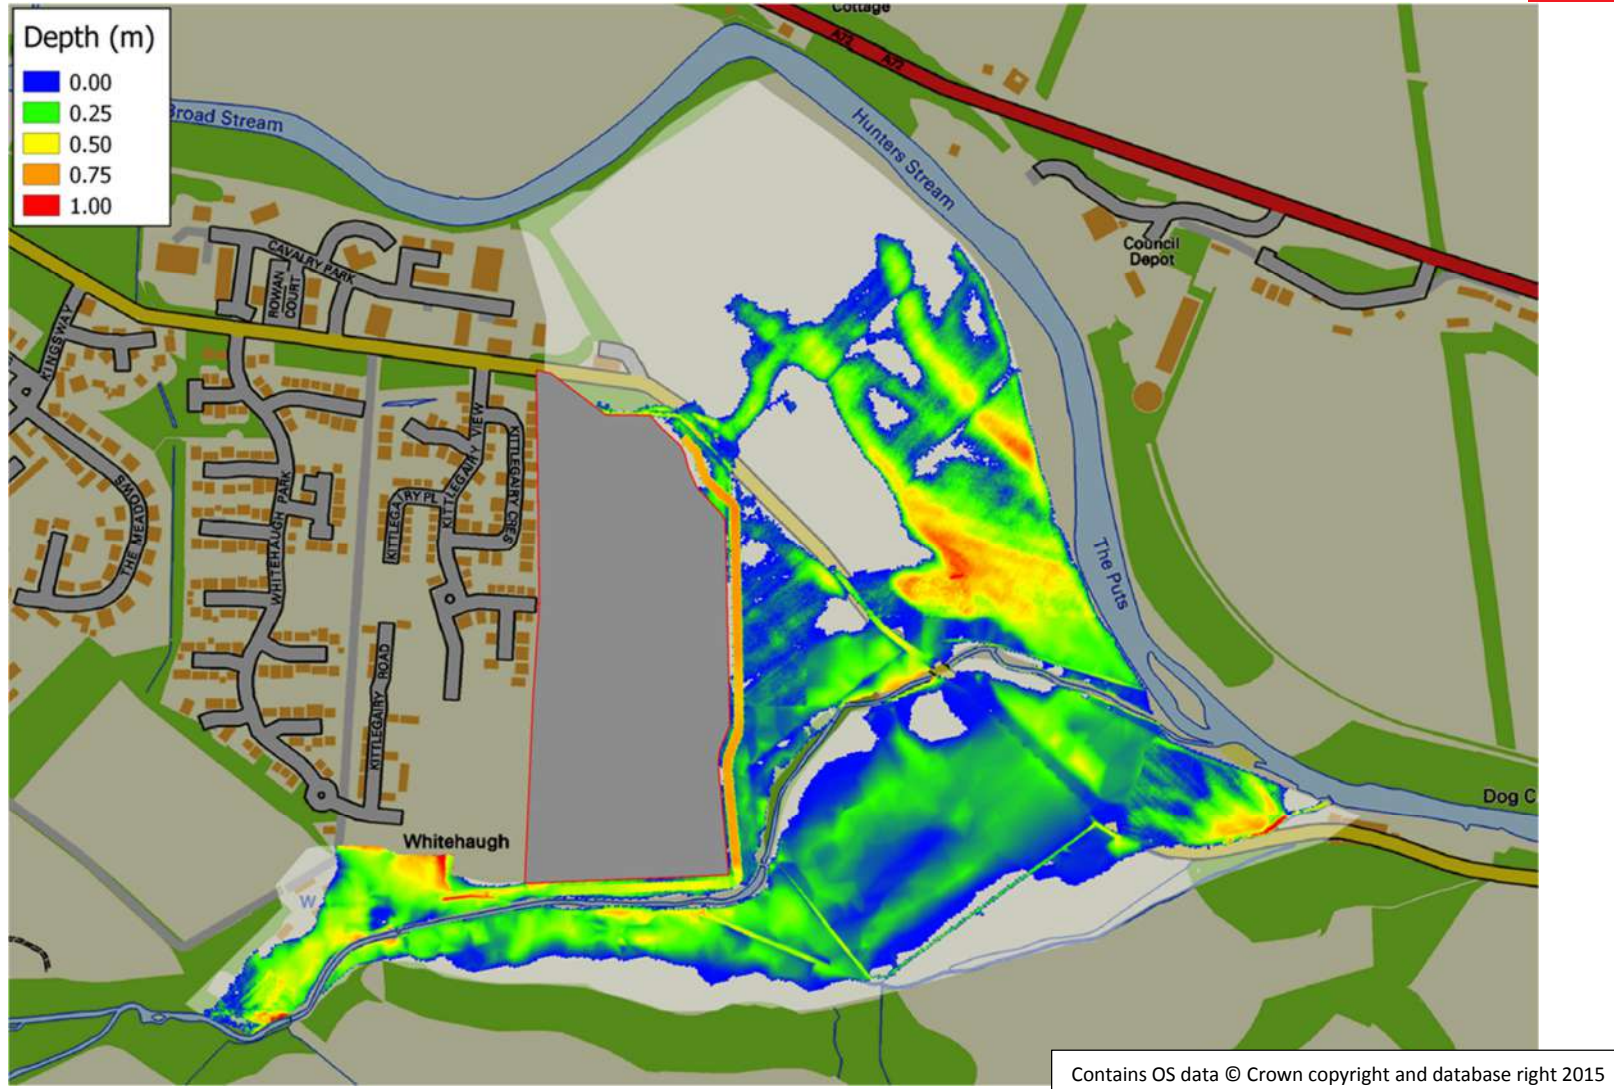 Depth (m)
0.00
0.25
0.50
0.75
1.00
Cottage
A72
A72
Broad Stream
Hunters Stream
CAVALRY PARK
ROWAN
COURT
Council
Depot
KINGSWAY
THE MEADOWS
WHITEHAUGH PARK
KITTLEGAIRY VIEW
KITTLEGAIRY CRES
KITTLEGAIRY PL
KITTLEGAIRY ROAD
The Puts
Whitehaugh
W
Dog C
Contains OS data © Crown copyright and database right 2015